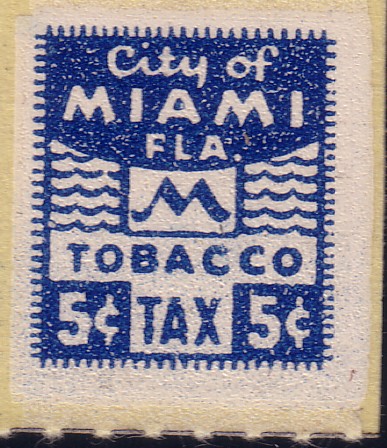 City of
MIAMI
FLA.
M
TOBACCO
5¢ TAX 5¢